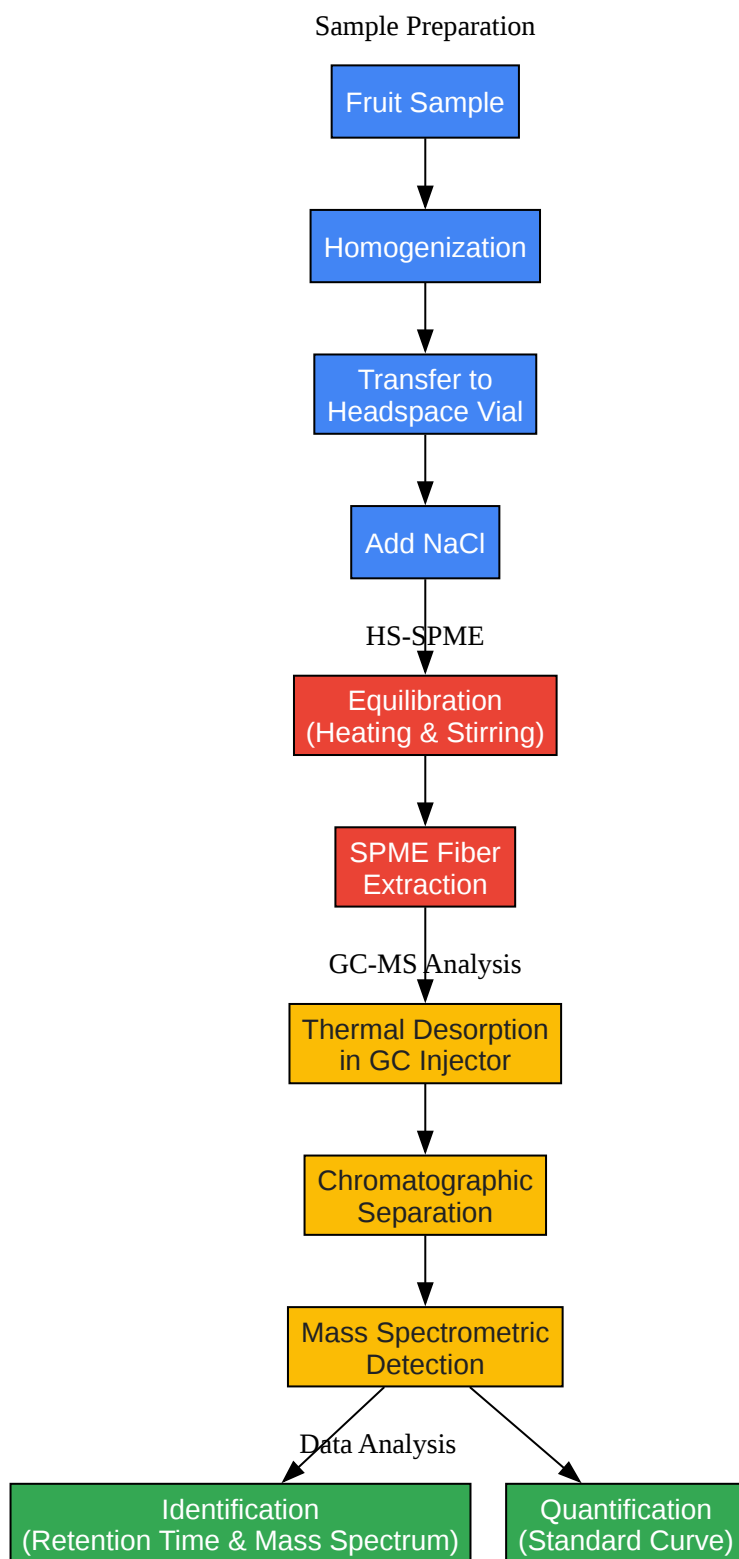 Sample Preparation
Fruit Sample
Homogenization
Transfer to
Headspace Vial
Add NaCl
HS-SPME
Equilibration
(Heating & Stirring)
SPME Fiber
Extraction
GC-MS Analysis
Thermal Desorption
in GC Injector
Chromatographic
Separation
Mass Spectrometric
Detection
Data Analysis
Identification
(Retention Time & Mass Spectrum)
Quantification
(Standard Curve)